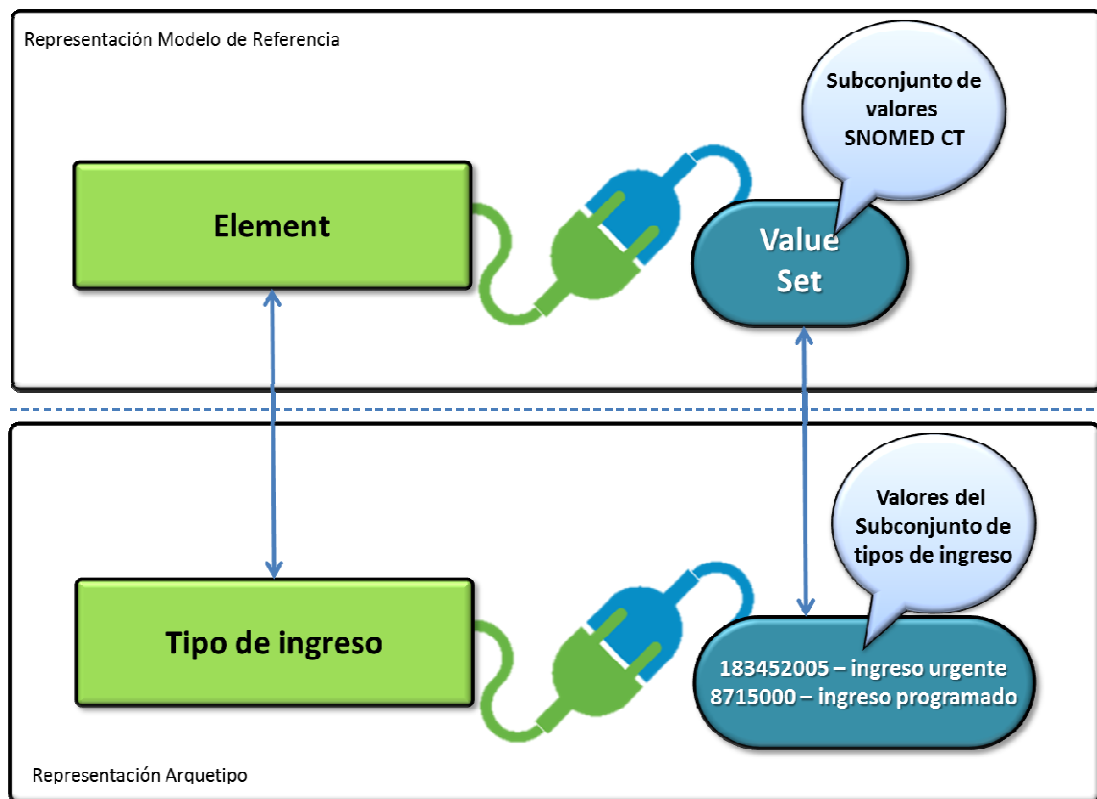 Representación Modelo de Referencia
Subconjunto de
valores
SNOMED CT
Element
Value
Set
Valores del
Subconjunto de
tipos de ingreso
Tipo de ingreso
183452005 – ingreso urgente
8715000 – ingreso programado
Representación Arquetipo